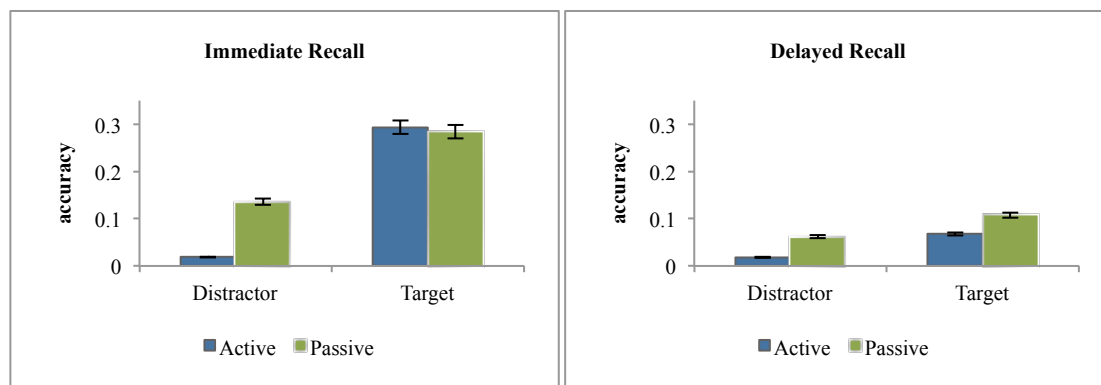 Immediate Recall
accuracy
0.3
0.2
0.1
0
Distractor Target
Active Passive
Delayed Recall
accuracy
0.3
0.2
0.1
0
Distractor Target
Active Passive